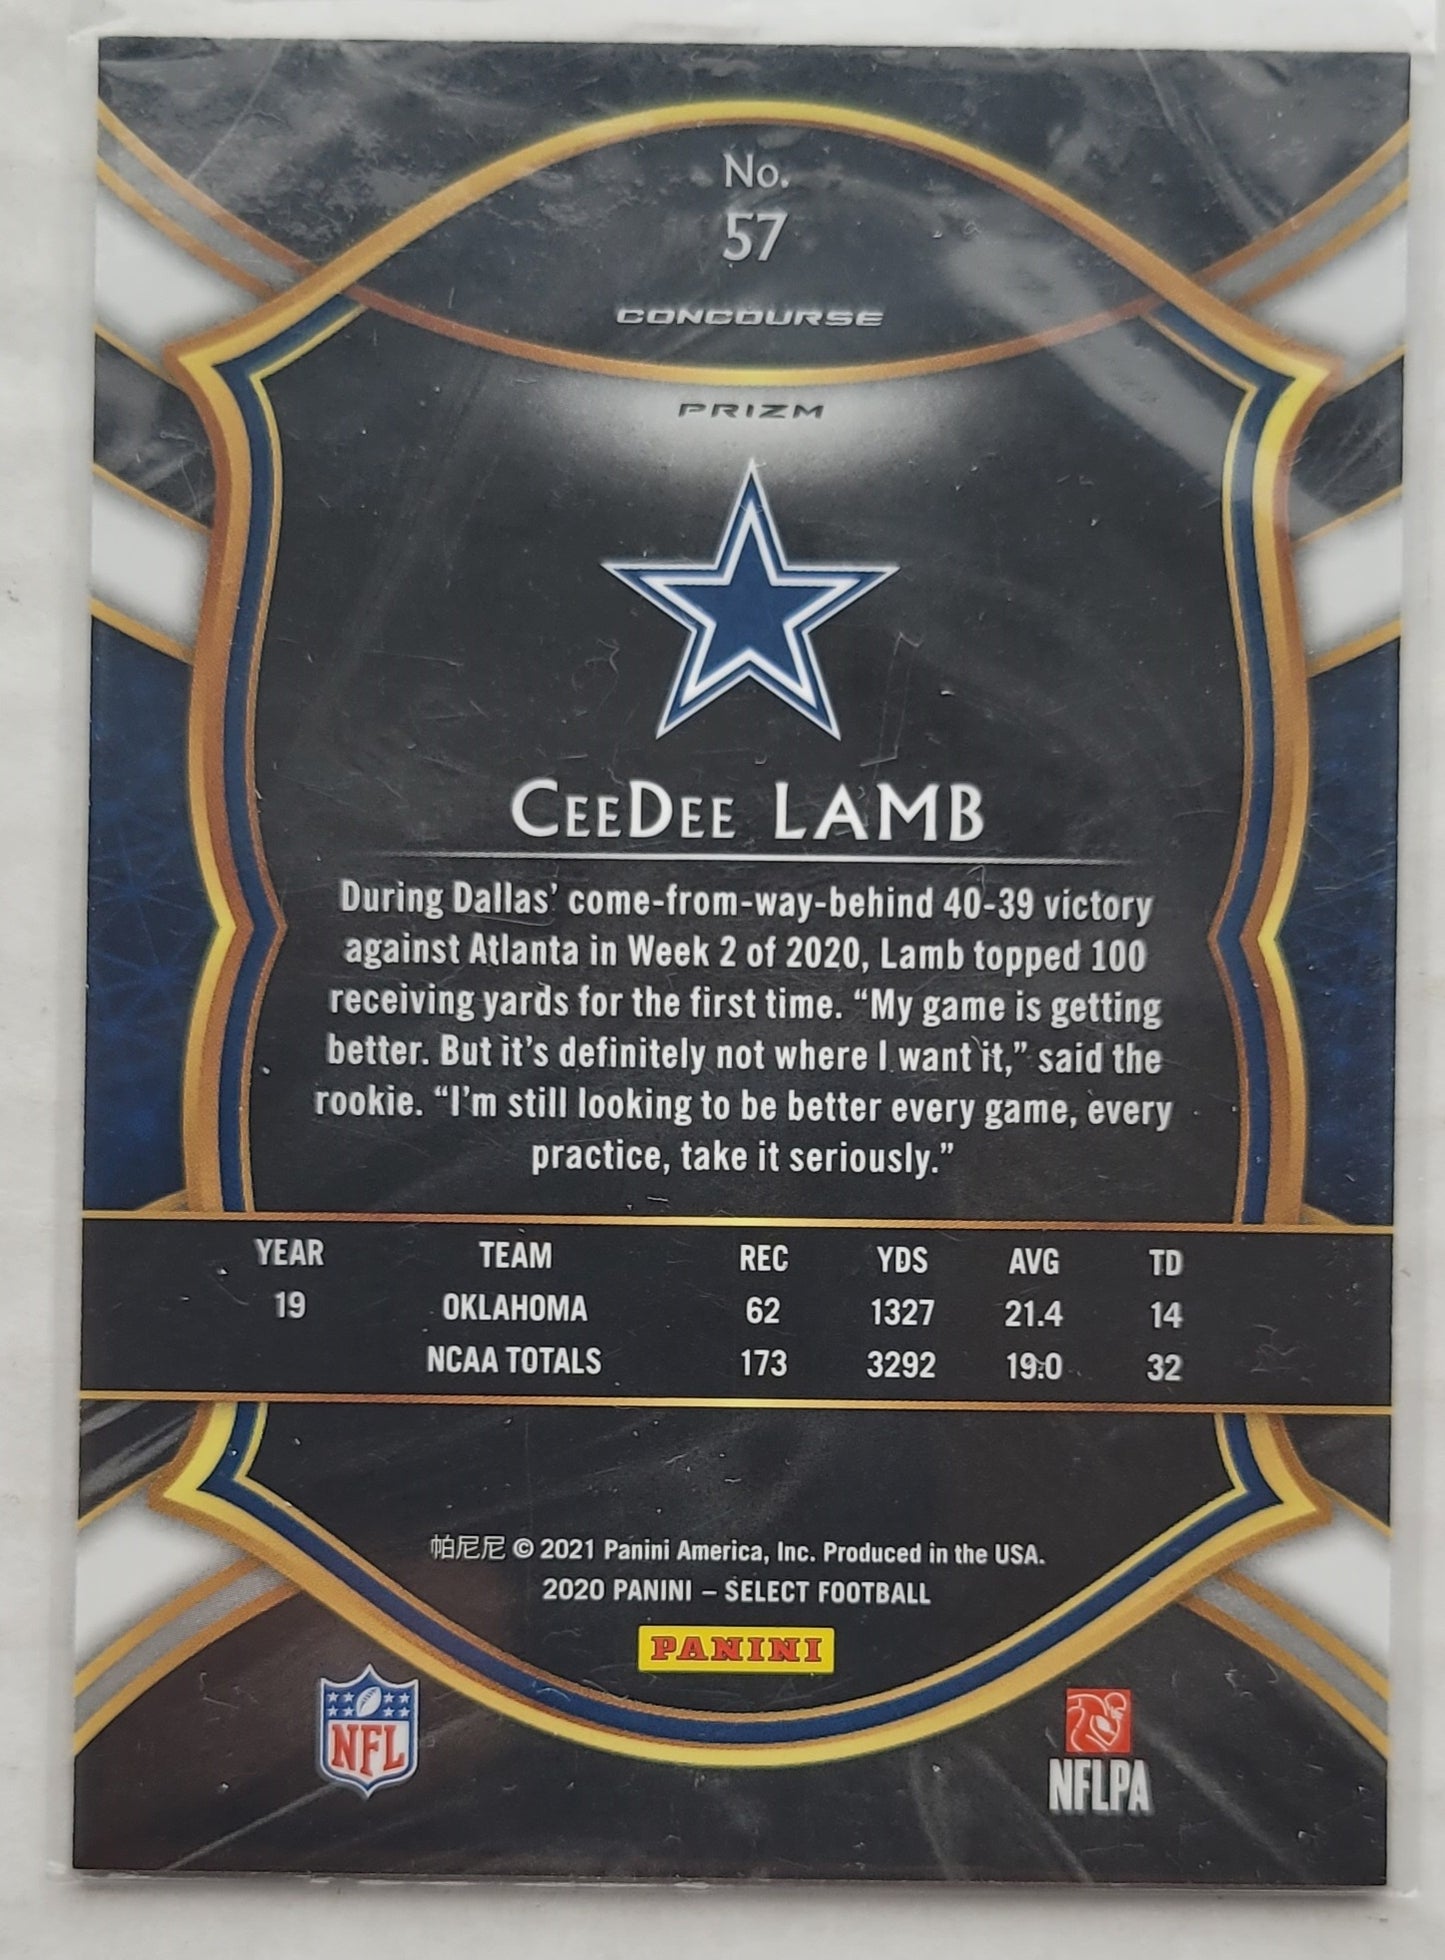 No.
57
CONCOURSE
PRIZM
CEEDEE LAMB
During Dallas’ come-from-way-behind 40-39 victory
against Atlanta in Week 2 of 2020, Lamb topped 100
receiving yards for the first time. “My game is getting
better. But it’s definitely not where I want it,” said the
rookie. “I’m still looking to be better every game, every
practice, take it seriously.”
YEAR TEAM REC YDS AVG TD
19 OKLAHOMA 62 1327 21.4 14
NCAA TOTALS 173 3292 19.0 32
帕尼尼 © 2021 Panini America, Inc. Produced in the USA.
2020 PANINI – SELECT FOOTBALL
PANINI
NFL
NFLPA